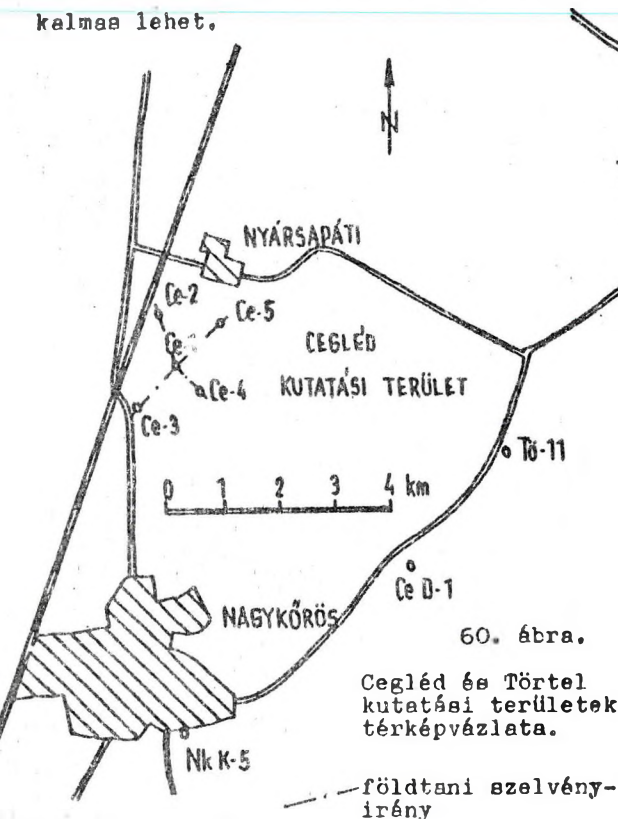 kalmas lehet.
N
NYÁRSAPÁTI
Ce-2
Ce-5
CEGLÉD
KUTATÁSI TERÜLET
Ce-4
Ce-3
Tö-11
0 1 2 3 4 km
Ce D-1
NAGYKŐRÖS
60. ábra.
Cegléd és Törtel
kutatási területek
térképvázlata.
Nk K-5
földtani szelvény-
irány